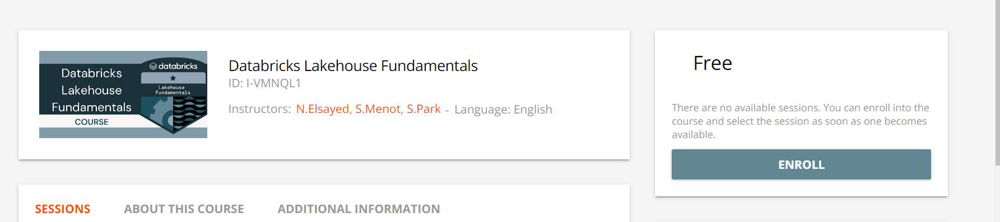 Databricks
Lakehouse
Fundamentals
COURSE
databricks
Lakehouse
Fundamentals
Databricks Lakehouse Fundamentals
ID: I-VMNQL1
Instructors: N.Elsayed, S.Menot, S.Park - Language: English
Free
There are no available sessions. You can enroll into the
course and select the session as soon as one becomes
available.
ENROLL
SESSIONS ABOUT THIS COURSE ADDITIONAL INFORMATION